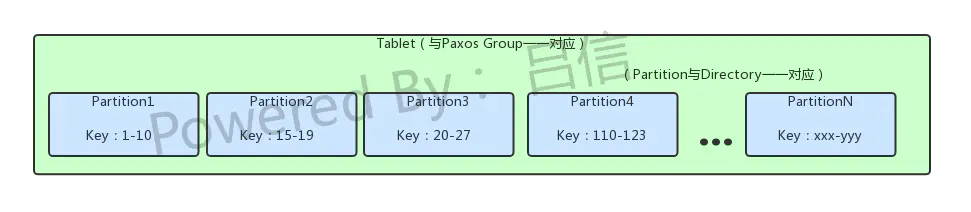 Tablet（与Paxos Group一一对应）
（Partition与Directory一一对应）
Partition1
Key：1-10
Partition2
Key：15-19
Partition3
Key：20-27
Partition4
Key：110-123
•••
PartitionN
Key：xxx-yyy
Powered By：吕信